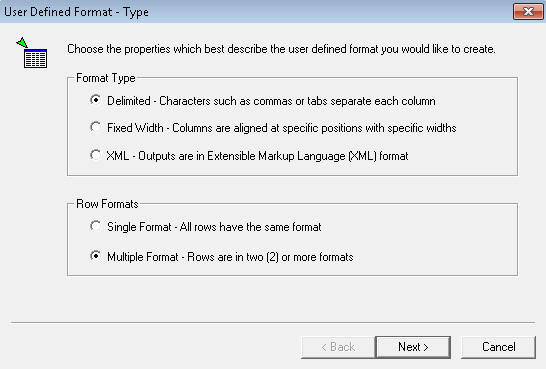 User Defined Format - Type
Choose the properties which best describe the user defined format you would like to create.
Format Type
Delimited - Characters such as commas or tabs separate each column
Fixed Width - Columns are aligned at specific positions with specific widths
XML - Outputs are in Extensible Markup Language (XML) format
Row Formats
Single Format - All rows have the same format
Multiple Format - Rows are in two (2) or more formats
< Back
Next >
Cancel